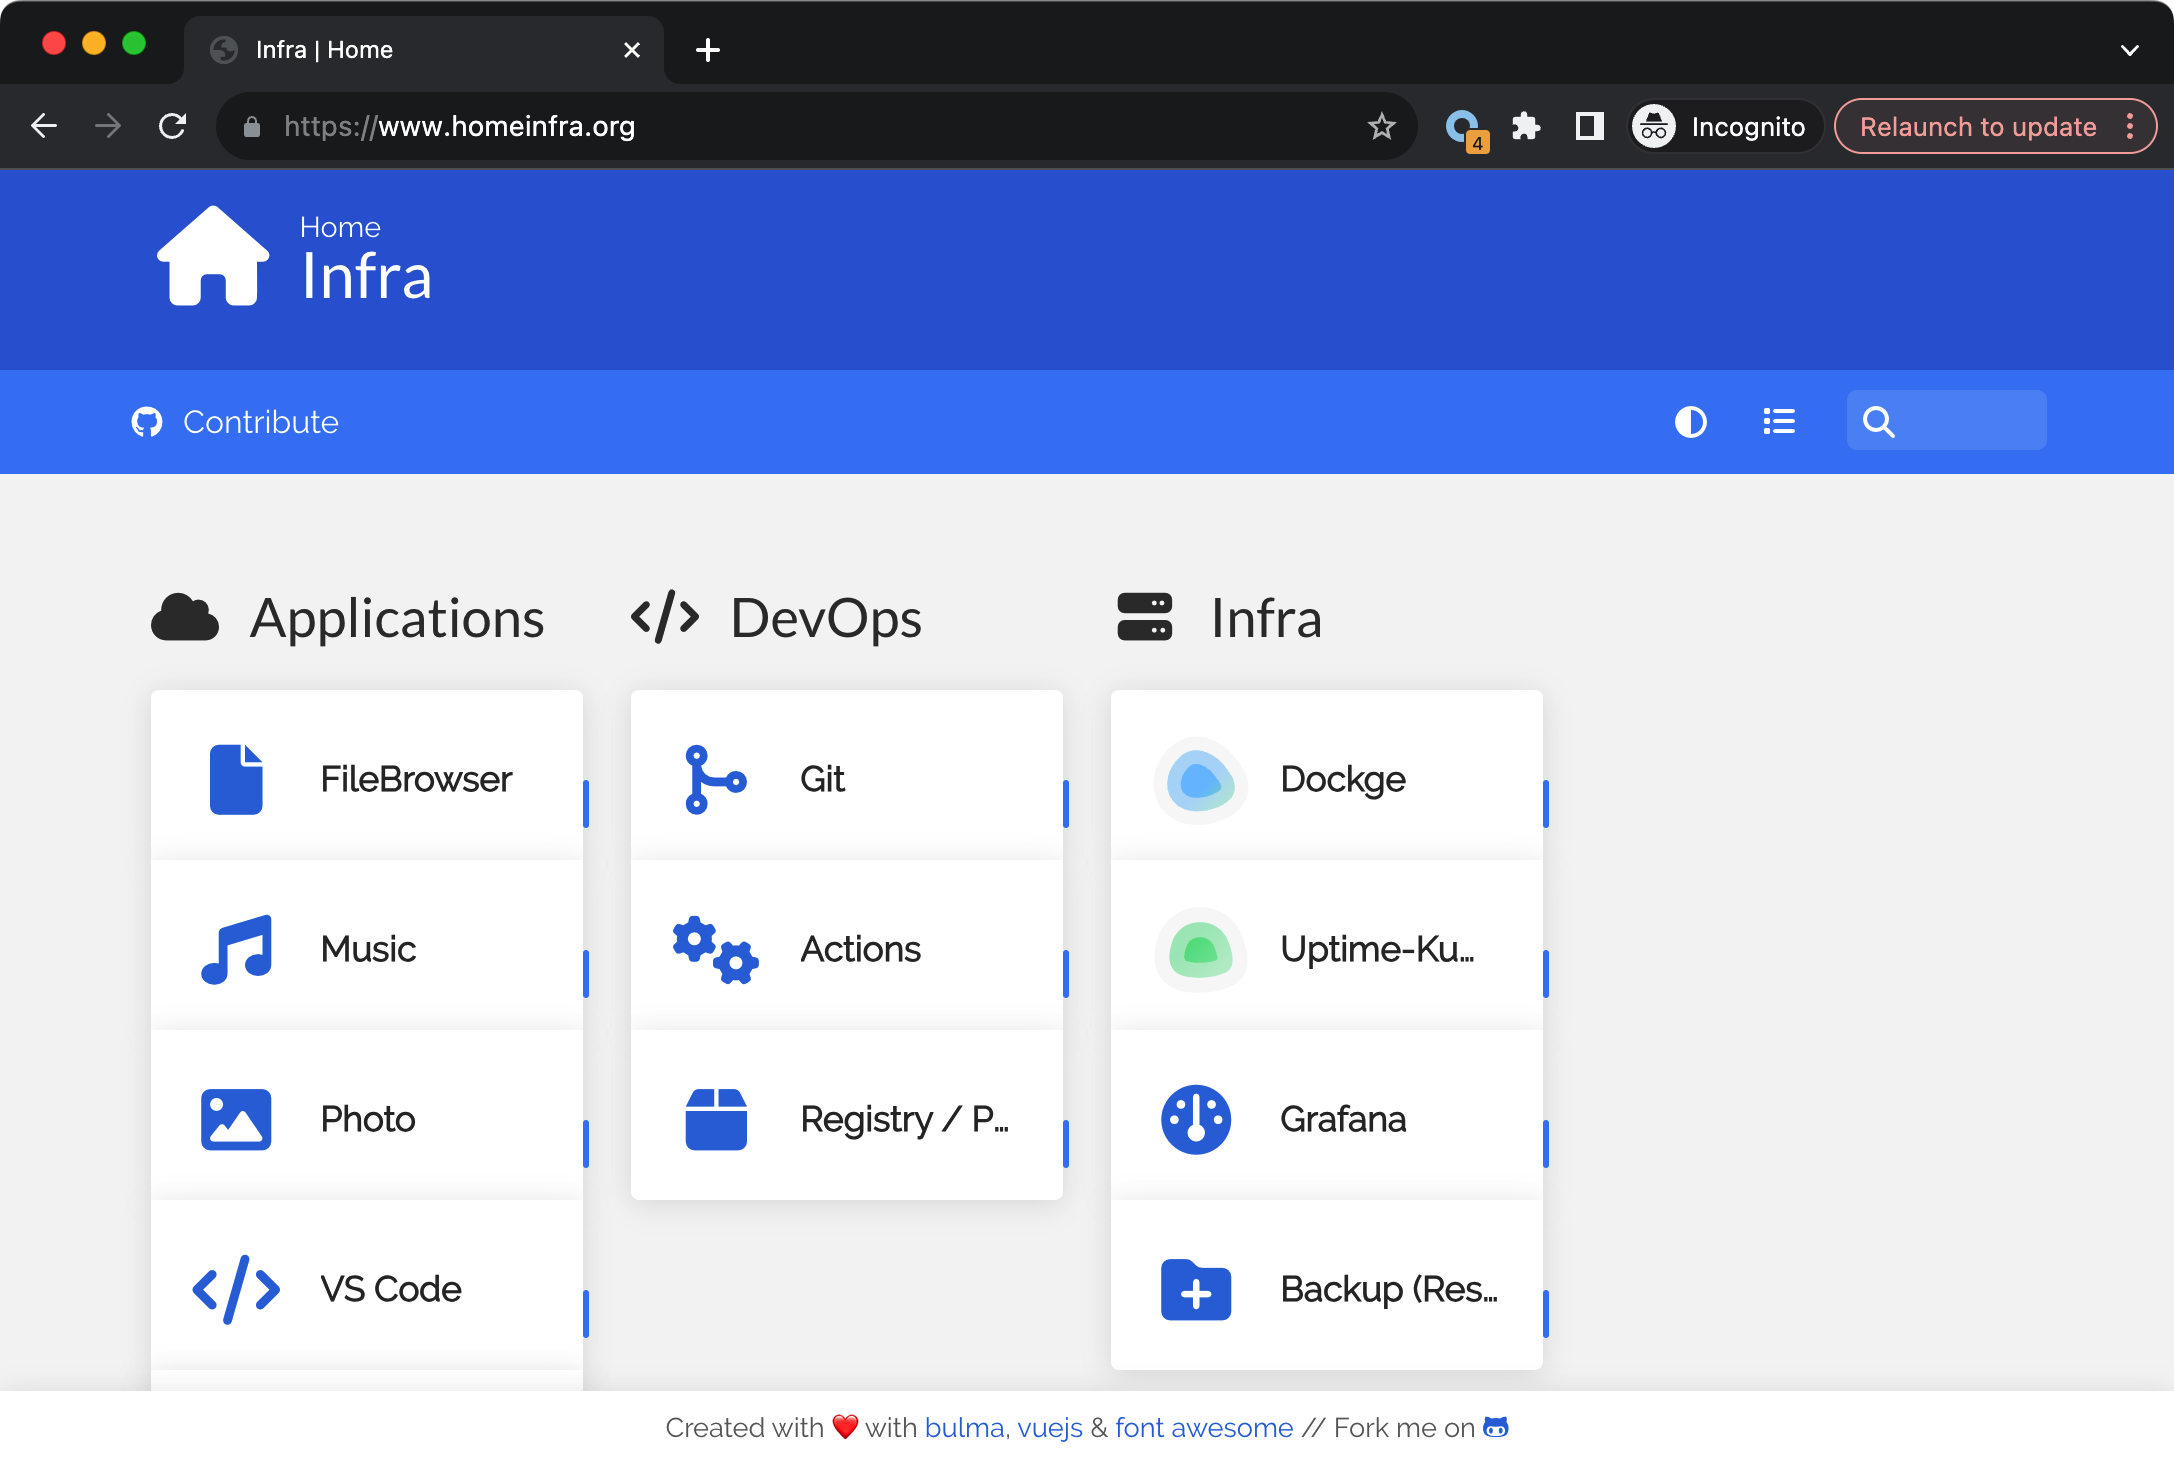 Infra | Home
https://www.homeinfra.org
4
Incognito
Relaunch to update
Home
Infra
Contribute
Applications
DevOps
Infra
FileBrowser
Git
Dockge
Music
Actions
Uptime-Ku...
Photo
Registry / P...
Grafana
VS Code
Backup (Res...
Created with ❤️ with bulma, vuejs & font awesome // Fork me on